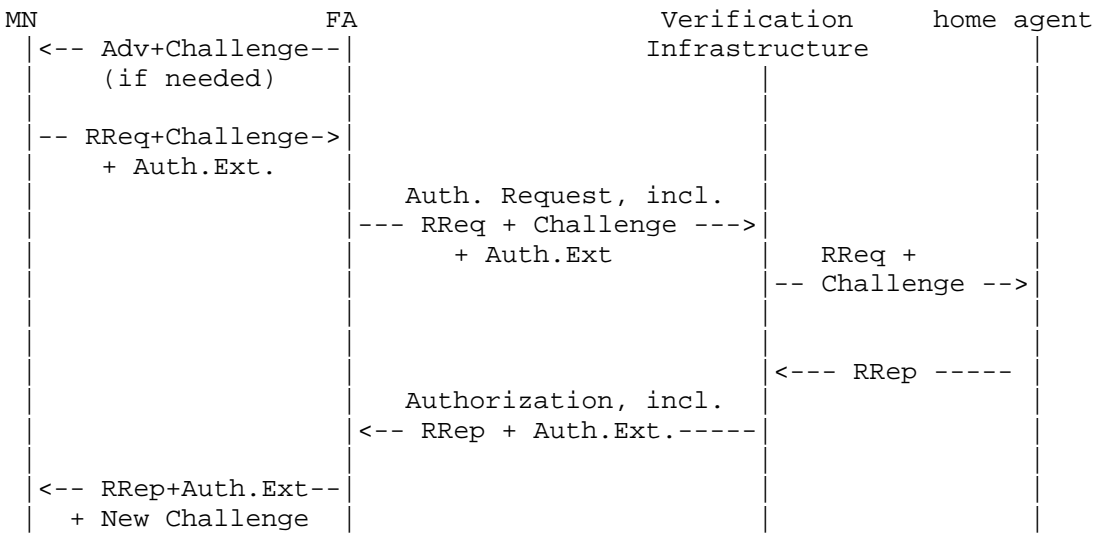 MN FA Verification home agent
|<-- Adv+Challenge--| Infrastructure |
| (if needed) | | |
| | | |
|-- RReq+Challenge->| | |
| + Auth.Ext. | | |
| | Auth. Request, incl. | |
| |--- RReq + Challenge --->| |
| | + Auth.Ext | RReq + |
| | |-- Challenge -->|
| | | |
| | | |
| | |<--- RRep ----- |
| | Authorization, incl. | |
| |<-- RRep + Auth.Ext.-----| |
| | | |
|<-- RRep+Auth.Ext--| | |
| + New Challenge | | |